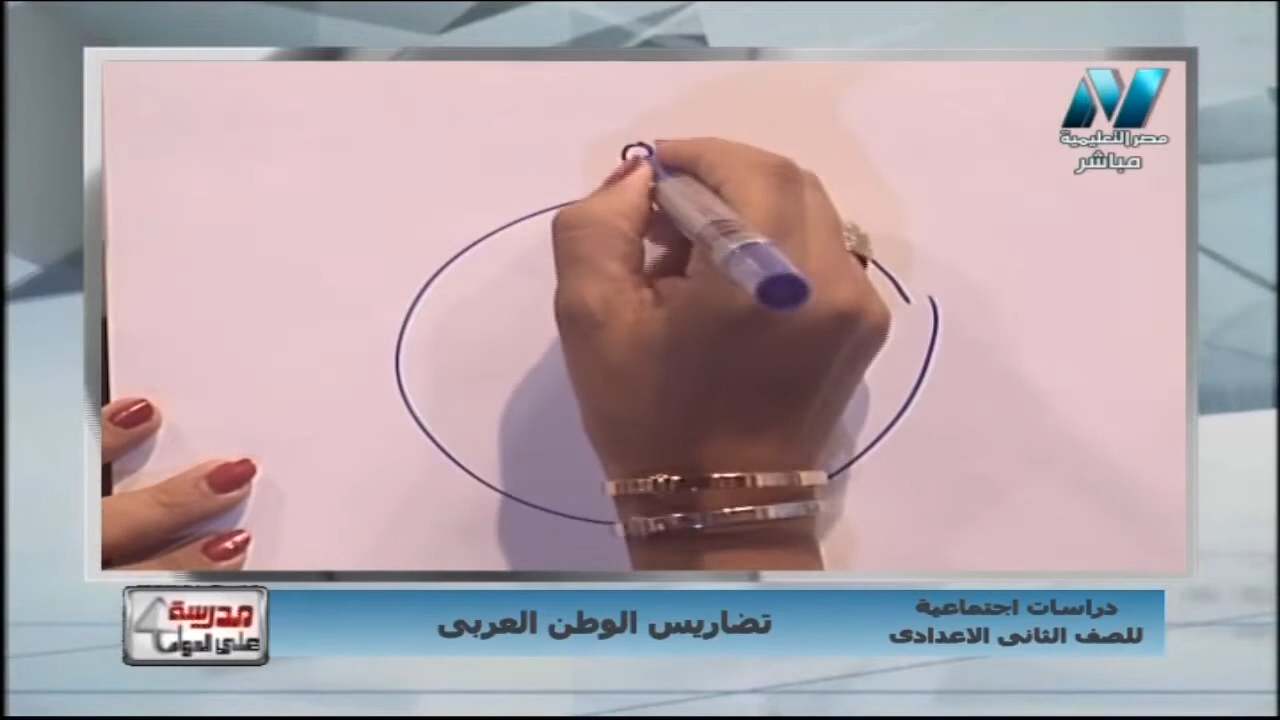 مصر التعليمية
مباشر
دراسات اجتماعية
للصف الثانى الاعدادى
تضاريس الوطن العربى
مدرسة
على الهواء